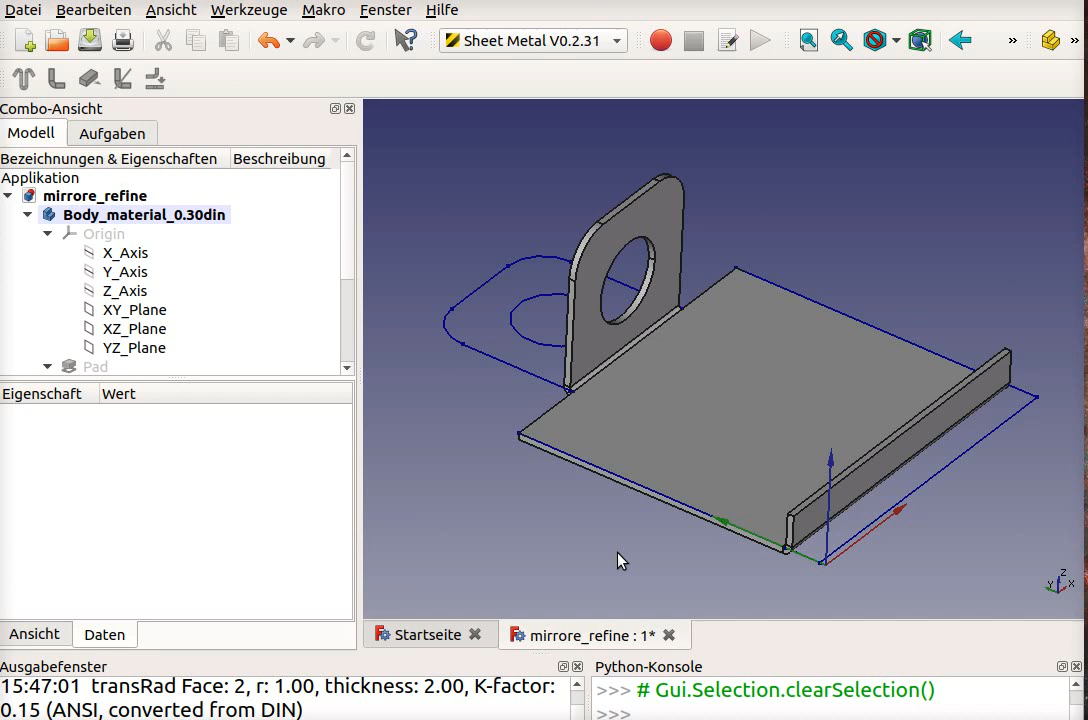 Datei Bearbeiten Ansicht Werkzeuge Makro Fenster Hilfe
Sheet Metal V0.2.31
»
»
Combo-Ansicht
Modell Aufgaben
Bezeichnungen & Eigenschaften Beschreibung
Applikation
mirrore_refine
Body_material_0.30din
Origin
X_Axis
Y_Axis
Z_Axis
XY_Plane
XZ_Plane
YZ_Plane
Pad
Eigenschaft Wert
Z
Y X
Ansicht Daten
Startseite mirrore_refine : 1*
Ausgabefenster
15:47:01 transRad Face: 2, r: 1.00, thickness: 2.00, K-factor:
0.15 (ANSI, converted from DIN)
Python-Konsole
>>> # Gui.Selection.clearSelection()
>>>